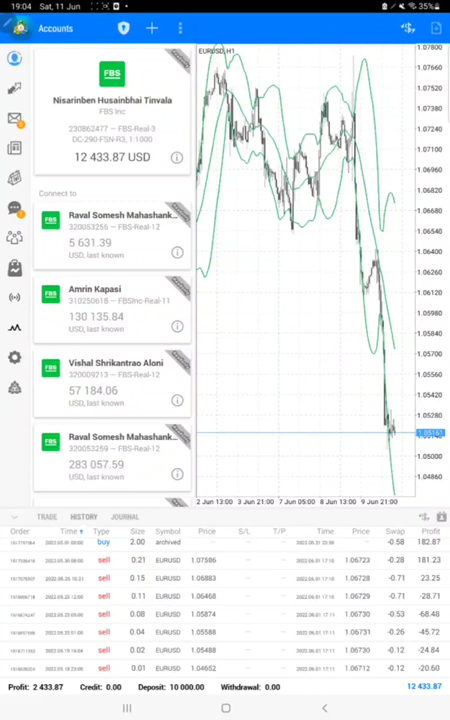 19:04 Sat, 11 Jun
35%
Accounts
FBS
Nisarinben Husainbhai Tinvala
FBS Inc
230862477 – FBS-Real-3
DC-290-FSN-R3, 1:1000
12 433.87 USD
Connect to
FBS
Raval Somesh Mahashank...
320053256 – FBS-Real-12
5 631.39
USD, last known
FBS
Amrin Kapasi
310250618 – FBSInc-Real-11
130 135.84
USD, last known
FBS
Vishal Shrikantrao Aloni
320009213 – FBS-Real-12
57 184.06
USD, last known
FBS
Raval Somesh Mahashank...
320053259 – FBS-Real-12
283 057.59
USD, last known
EURUSD, H1
1.07800
1.07660
1.07520
1.07380
1.07240
1.07100
1.06960
1.06820
1.06680
1.06540
1.06400
1.06260
1.06120
1.05980
1.05840
1.05700
1.05560
1.05420
1.05280
1.05161
1.04860
2 Jun 13:00 3 Jun 21:00 7 Jun 05:00 8 Jun 13:00 9 Jun 21:00
TRADE HISTORY JOURNAL
Order Time Type Size Symbol Price S/L T/P Time Price Swap Profit
buy 2.00 archived -0.58 182.87
sell 0.21 EURUSD 1.07586 1.06723 -0.28 181.23
sell 0.15 EURUSD 1.06883 1.06728 -0.71 23.25
sell 0.11 EURUSD 1.06468 1.06729 -0.71 -28.71
sell 0.08 EURUSD 1.05874 1.06730 -0.53 -68.48
sell 0.04 EURUSD 1.05588 1.06731 -0.26 -45.72
sell 0.02 EURUSD 1.05488 1.06730 -0.12 -24.84
sell 0.01 EURUSD 1.04652 1.06712 -0.12 -20.60
Profit: 2 433.87 Credit: 0.00 Deposit: 10 000.00 Withdrawal: 0.00 12 433.87